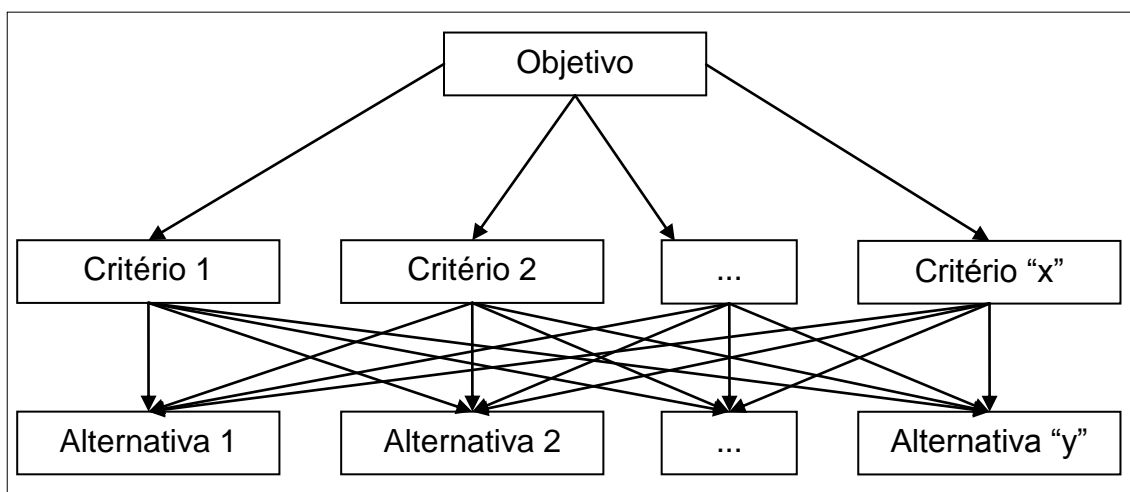 Objetivo
Critério 1
Critério 2
...
Critério “x”
Alternativa 1
Alternativa 2
...
Alternativa “y”